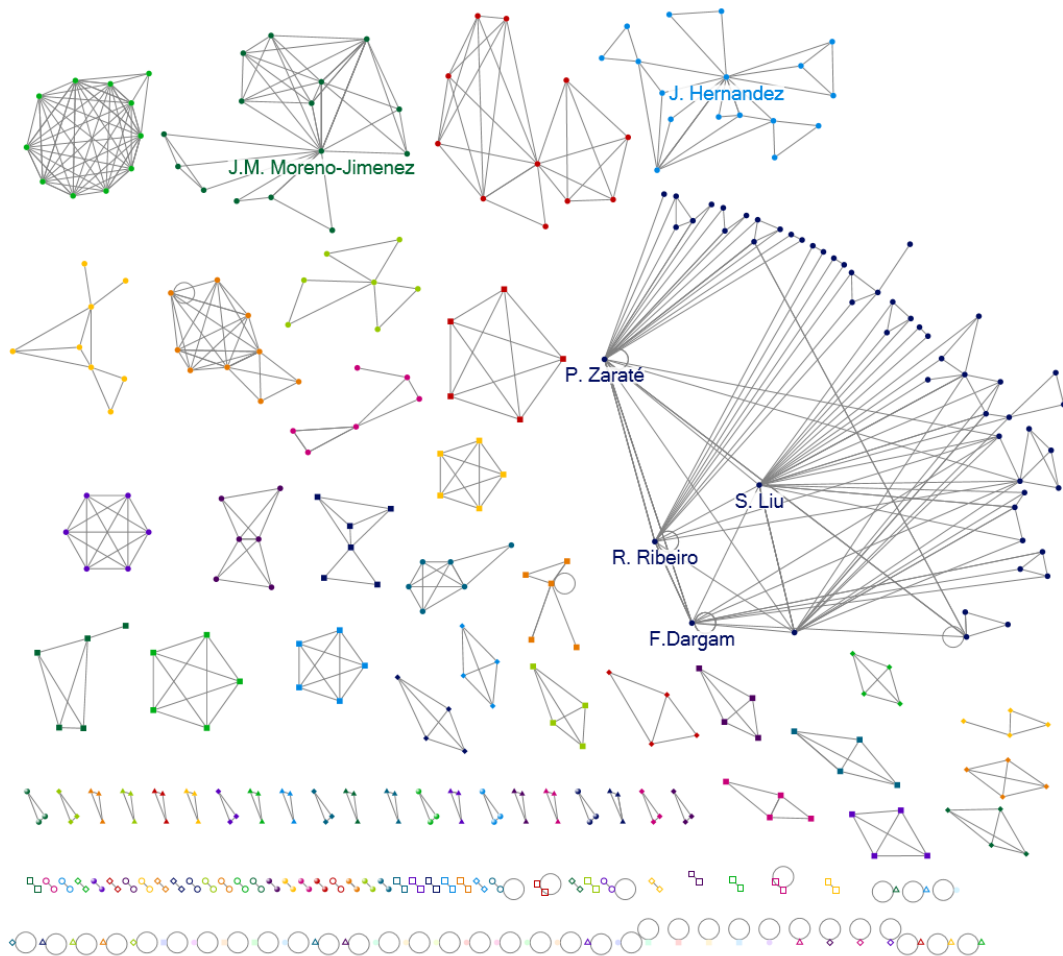 J. Hernandez
J.M. Moreno-Jimenez
P. Zaraté
S. Liu
R. Ribeiro
F.Dargam